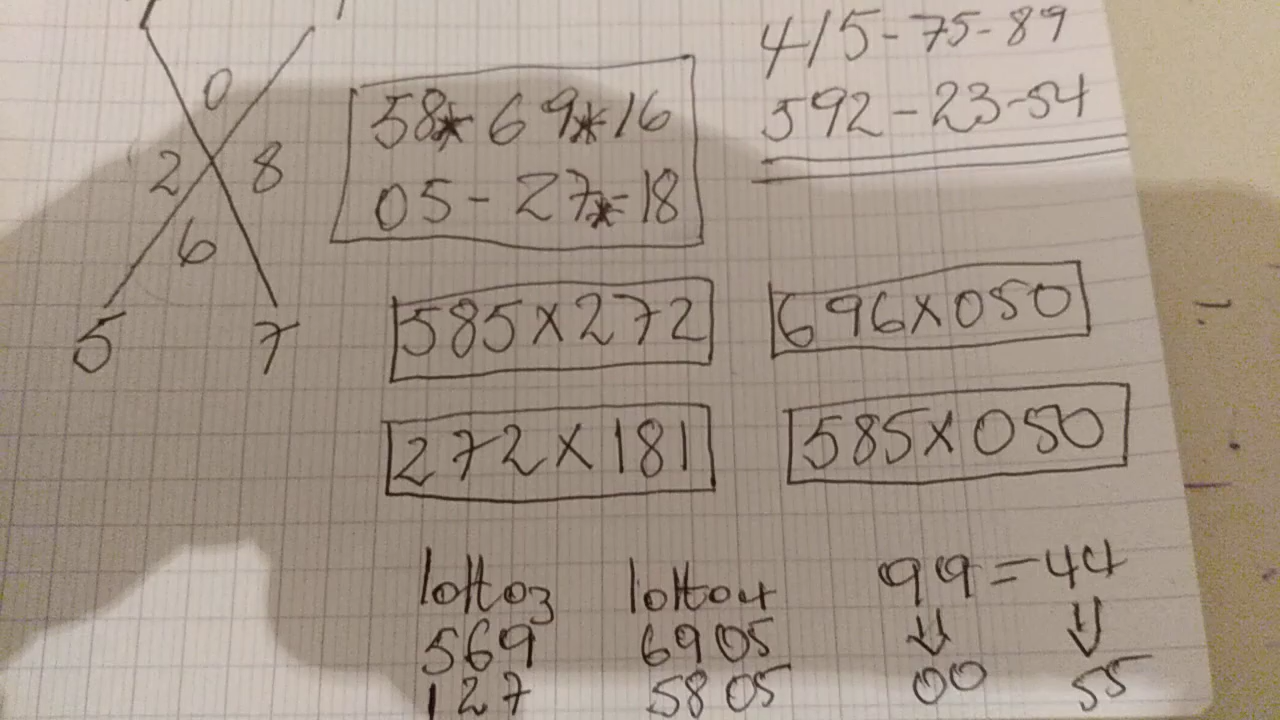 415-75-89
592-23-54
0
2 8
6
5 7
58*-69*-16
05-27*-18
585X272
696X050
272X181
585X050
lotto3
569
127
lotto4
6905
5805
99=44
⇓ ⇓
00 55